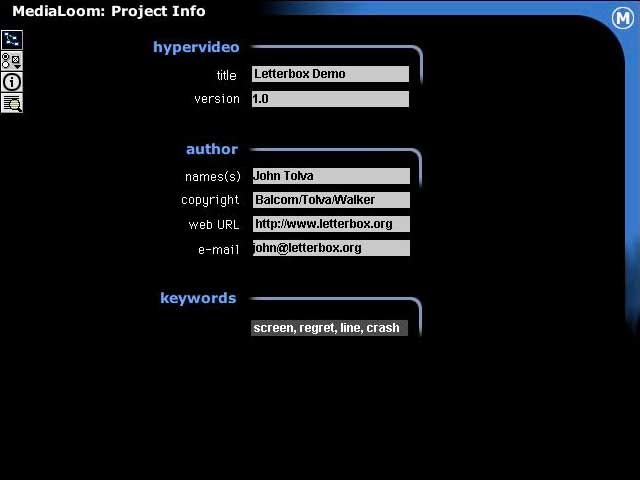 MediaLoom: Project Info
M
hypervideo
title Letterbox Demo
version 1.0
author
names(s) John Tolva
copyright Balcom/Tolva/Walker
web URL http://www.letterbox.org
e-mail john@letterbox.org
keywords
screen, regret, line, crash